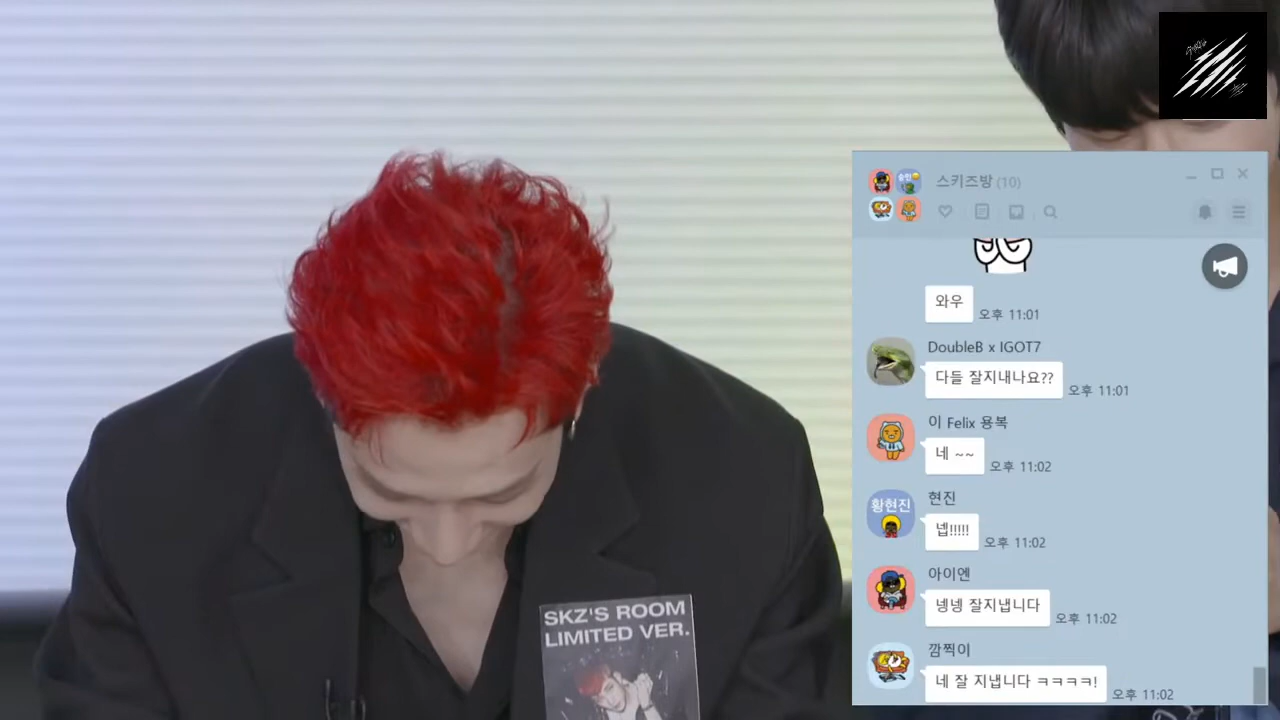 SKZ'S ROOM
LIMITED VER.
스키즈방 (10)
와우
오후 11:01
DoubleB x IGOT7
다들 잘지내나요??
오후 11:01
이 Felix 용복
네 ~~
오후 11:02
황현진
현진
넵!!!!!
오후 11:02
아이엔
넹넹 잘지냅니다
오후 11:02
깜찍이
네 잘 지냅니다 ㅋㅋㅋㅋ!
오후 11:02